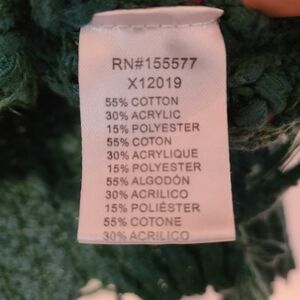 RN#155577
X12019
55% COTTON
30% ACRYLIC
15% POLYESTER
55% COTON
30% ACRYLIQUE
15% POLYESTER
55% ALGODÓN
30% ACRILICO
15% POLIÉSTER
55% COTONE
30% ACRILICO